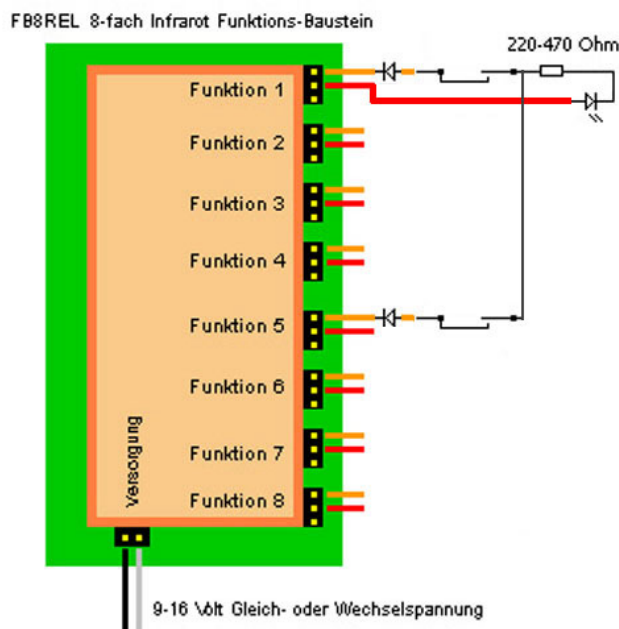 FB8REL 8-fach Infrarot Funktions-Baustein
220-470 Ohm
Funktion 1
Funktion 2
Funktion 3
Funktion 4
Funktion 5
Funktion 6
Funktion 7
Funktion 8
Versorgung
9-16 Volt Gleich- oder Wechselspannung